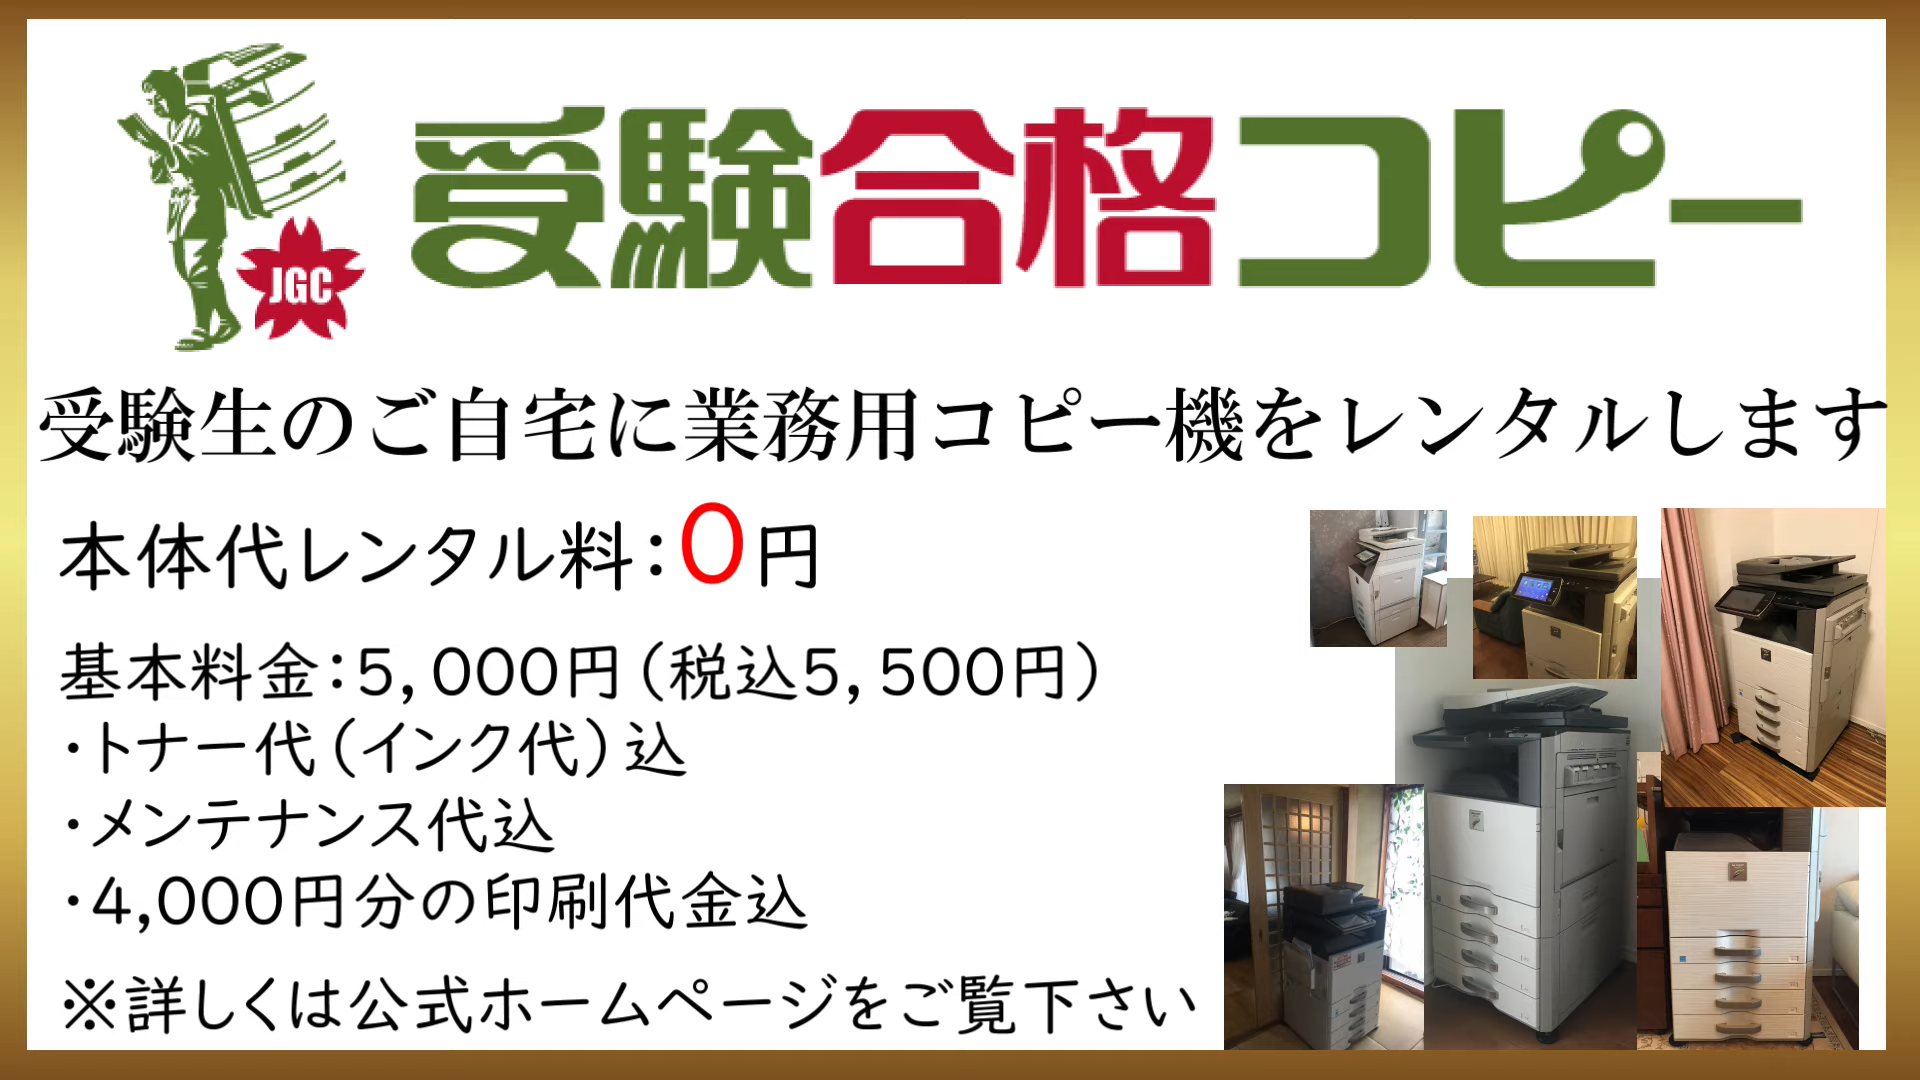 受験合格コピー
JGC
受験生のご自宅に業務用コピー機をレンタルします
本体代レンタル料：0円
基本料金：5，000円（税込5，500円）
・トナー代（インク代）込
・メンテナンス代込
・4,000円分の印刷代金込
※詳しくは公式ホームページをご覧下さい